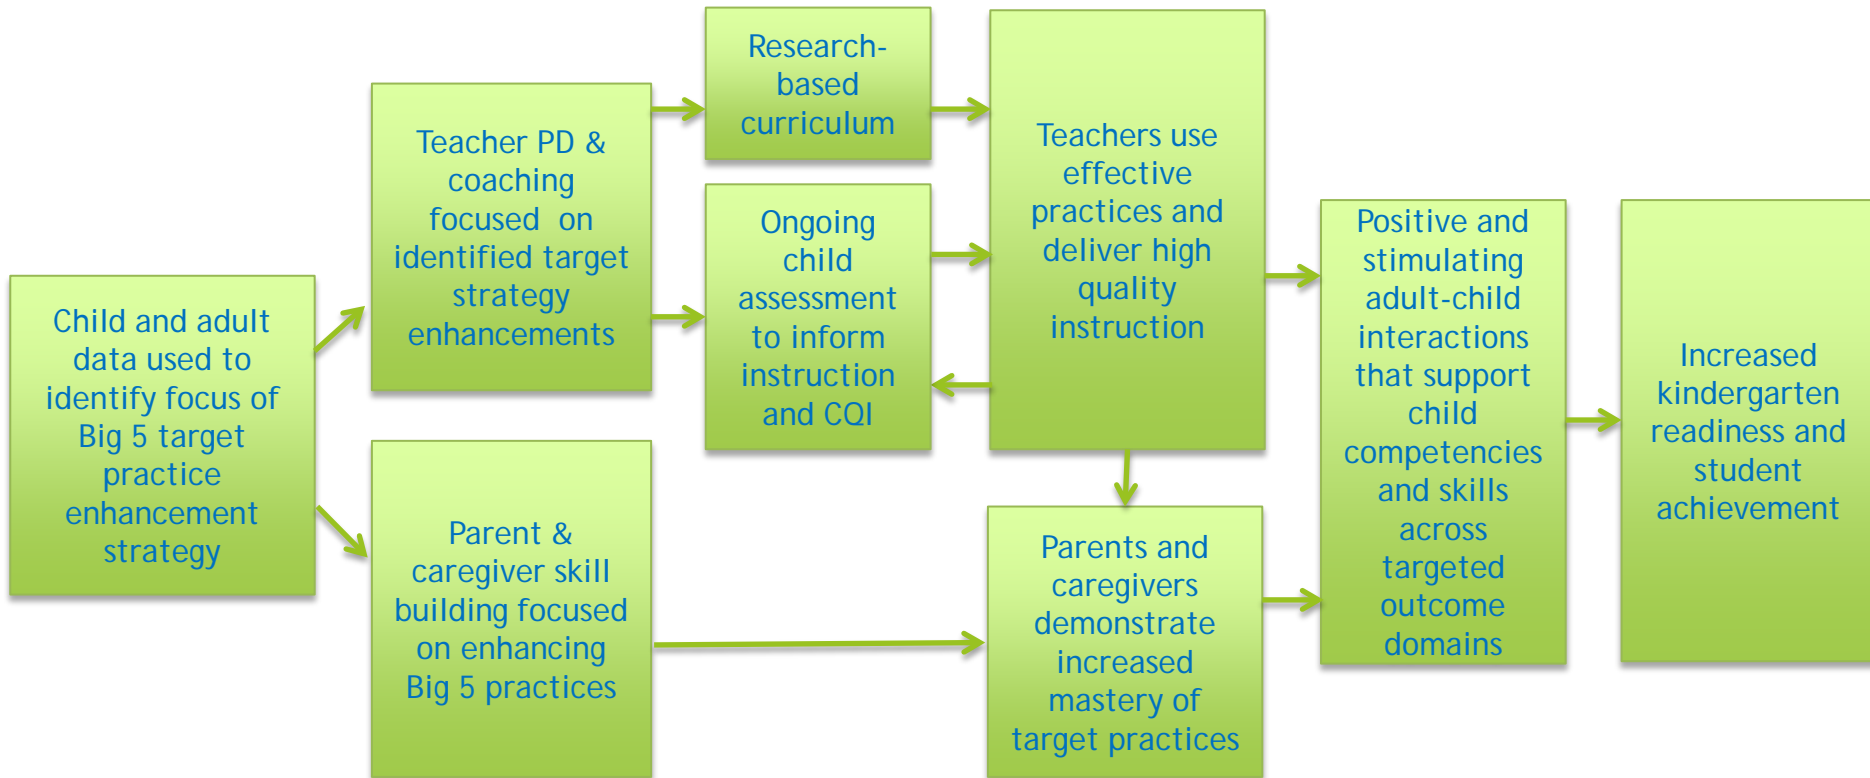 Child and adult
data used to
identify focus of
Big 5 target
practice
enhancement
strategy
Teacher PD &
coaching
focused on
identified target
strategy
enhancements
Parent &
caregiver skill
building focused
on enhancing
Big 5 practices
Research-
based
curriculum
Ongoing
child
assessment
to inform
instruction
and CQI
Teachers use
effective
practices and
deliver high
quality
instruction
Parents and
caregivers
demonstrate
increased
mastery of
target practices
Positive and
stimulating
adult-child
interactions
that support
child
competencies
and skills
across
targeted
outcome
domains
Increased
kindergarten
readiness and
student
achievement